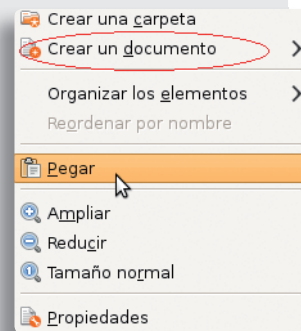 Crear una carpeta
Crear un documento
Organizar los elementos
Reordenar por nombre
Pegar
Ampliar
Reducir
Tamaño normal
Propiedades